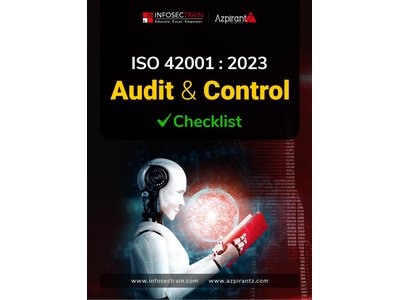 INFOSECTRAIN
Educate. Excel. Empower.
Azpirantz
ISO 42001 : 2023
Audit & Control
Checklist
www.infosectrain.com
www.azpirantz.com